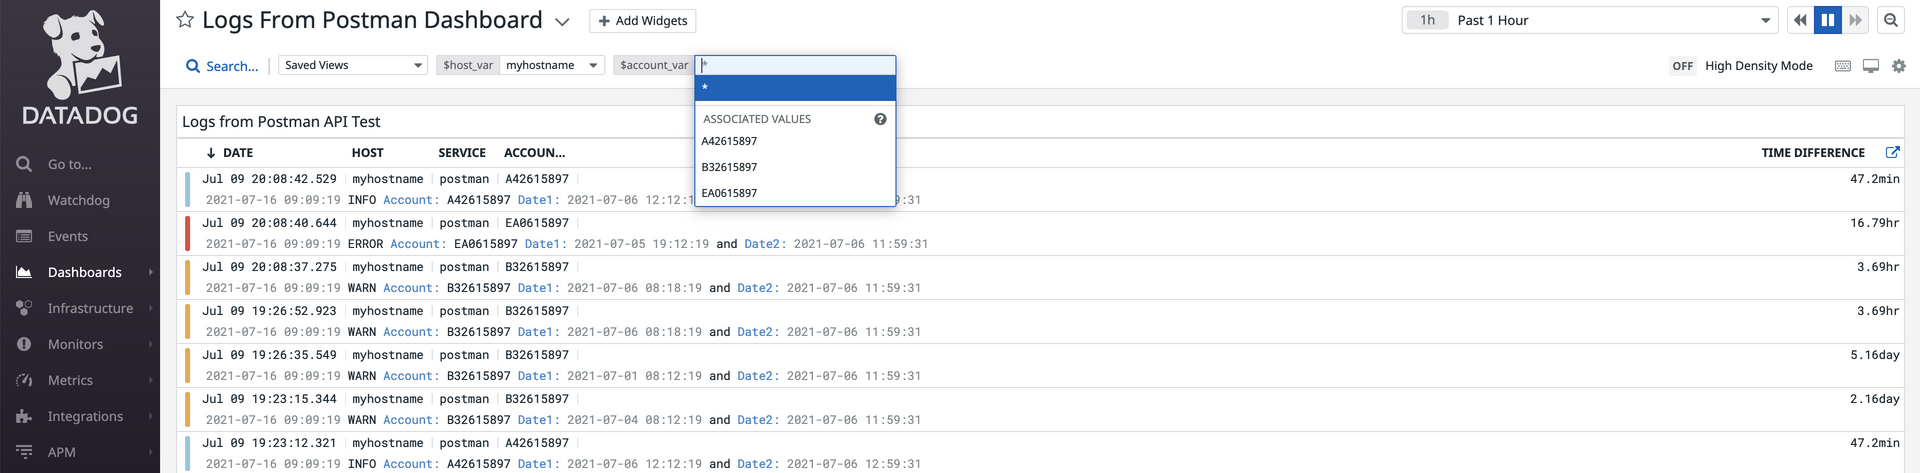 Logs From Postman Dashboard
+ Add Widgets
1h Past 1 Hour
DATADOG
Search...
Saved Views
$host_var myhostname
$account_var *
OFF High Density Mode
*
ASSOCIATED VALUES ?
A42615897
B32615897
EA0615897
Go to...
Watchdog
Events
Dashboards
Infrastructure
Monitors
Metrics
Integrations
APM
Logs from Postman API Test
↓ DATE HOST SERVICE ACCOUN... TIME DIFFERENCE
Jul 09 20:08:42.529 myhostname postman A42615897 47.2min
2021-07-16 09:09:19 INFO Account: A42615897 Date1: 2021-07-06 12:12:1 9:31
Jul 09 20:08:40.644 myhostname postman EA0615897 16.79hr
2021-07-16 09:09:19 ERROR Account: EA0615897 Date1: 2021-07-05 19:12:19 and Date2: 2021-07-06 11:59:31
Jul 09 20:08:37.275 myhostname postman B32615897 3.69hr
2021-07-16 09:09:19 WARN Account: B32615897 Date1: 2021-07-06 08:18:19 and Date2: 2021-07-06 11:59:31
Jul 09 19:26:52.923 myhostname postman B32615897 3.69hr
2021-07-16 09:09:19 WARN Account: B32615897 Date1: 2021-07-06 08:18:19 and Date2: 2021-07-06 11:59:31
Jul 09 19:26:35.549 myhostname postman B32615897 5.16day
2021-07-16 09:09:19 WARN Account: B32615897 Date1: 2021-07-01 08:12:19 and Date2: 2021-07-06 11:59:31
Jul 09 19:23:15.344 myhostname postman B32615897 2.16day
2021-07-16 09:09:19 WARN Account: B32615897 Date1: 2021-07-04 08:12:19 and Date2: 2021-07-06 11:59:31
Jul 09 19:23:12.321 myhostname postman A42615897 47.2min
2021-07-16 09:09:19 INFO Account: A42615897 Date1: 2021-07-06 12:12:19 and Date2: 2021-07-06 12:59:31